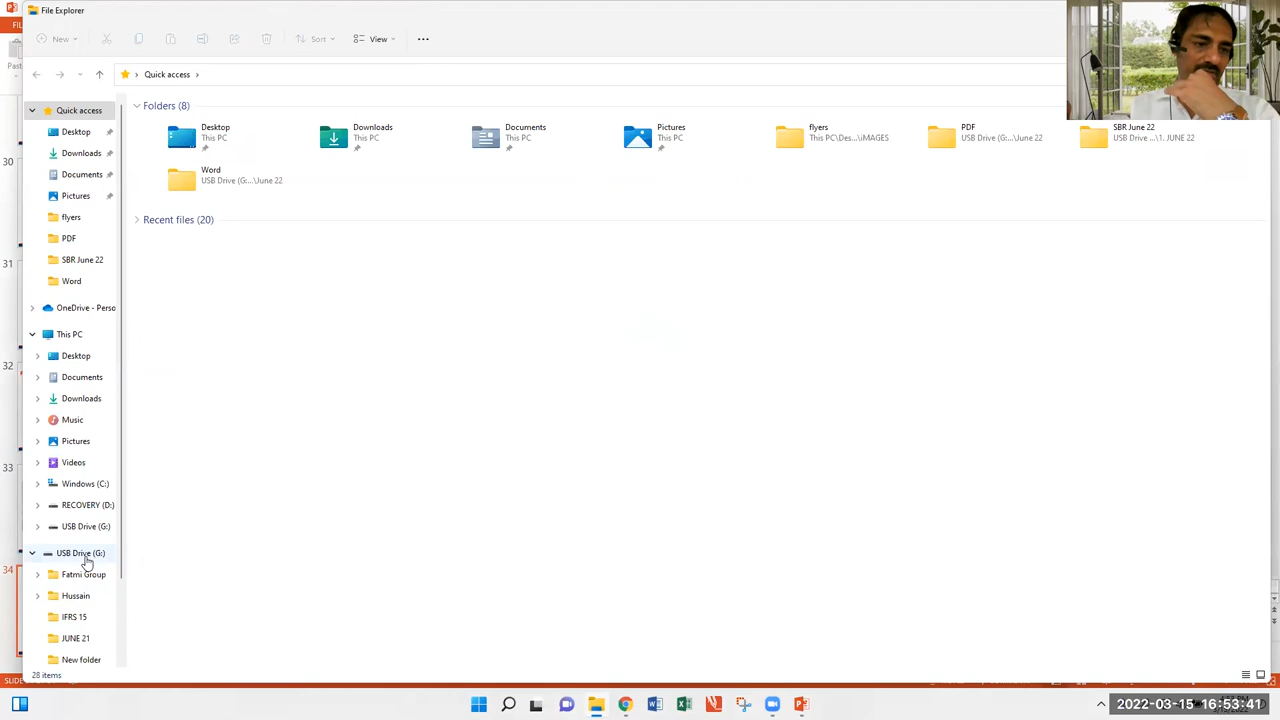 File Explorer
New
Sort
View
Quick access
FIL
Past
Quick access
Desktop
Downloads
Documents
Pictures
flyers
PDF
SBR June 22
Word
OneDrive - Perso
This PC
Desktop
Documents
Downloads
Music
Pictures
Videos
Windows (C:)
RECOVERY (D:)
USB Drive (G:)
USB Drive (G:)
Fatmi Group
Hussain
IFRS 15
JUNE 21
New folder
28 items
Folders (8)
Desktop
This PC
Downloads
This PC
Documents
This PC
Pictures
This PC
flyers
This PC\Des...\iMAGES
PDF
USB Drive (G:...\June 22
SBR June 22
USB Drive ...\1. JUNE 22
Word
USB Drive (G:...\June 22
Recent files (20)
30
31
32
33
34
2022-03-15 16:53:41